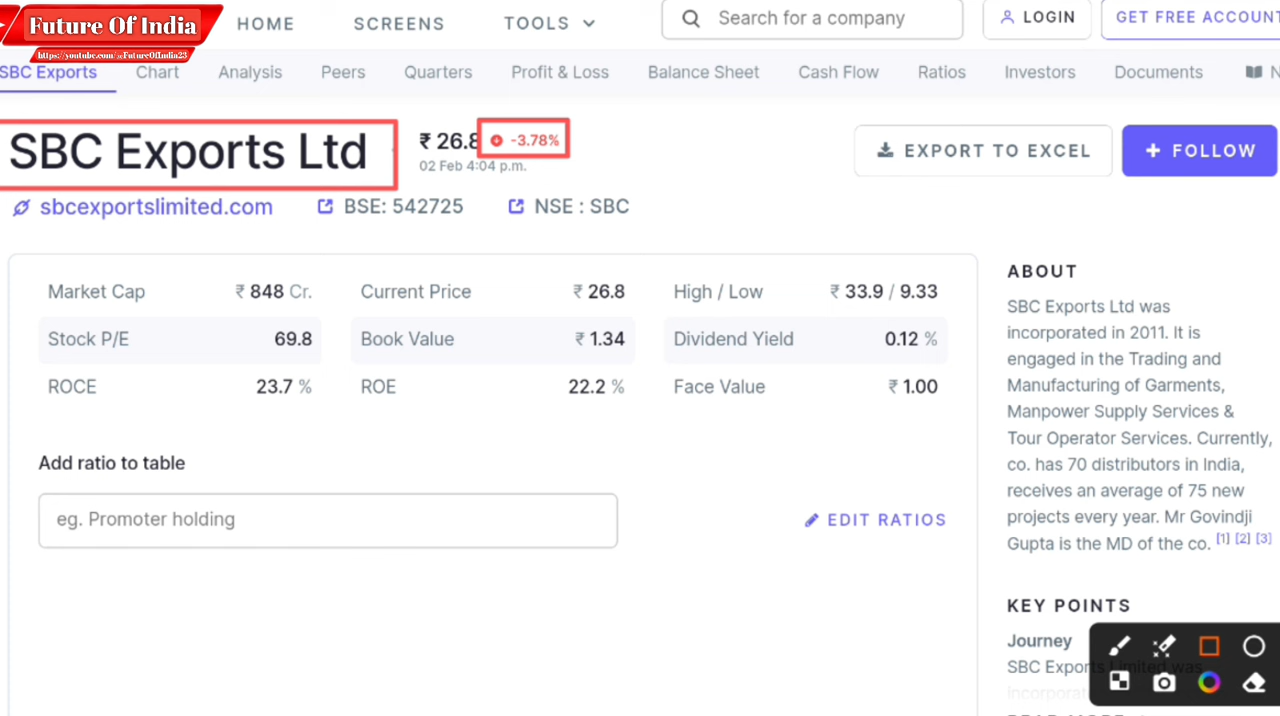 Future Of India
https://youtube.com/@FutureOfIndia23
HOME
SCREENS
TOOLS
Search for a company
LOGIN
GET FREE ACCOUNT
SBC Exports
Chart
Analysis
Peers
Quarters
Profit & Loss
Balance Sheet
Cash Flow
Ratios
Investors
Documents
N
SBC Exports Ltd
₹ 26.8
-3.78%
02 Feb 4:04 p.m.
EXPORT TO EXCEL
+ FOLLOW
sbcexportslimited.com
BSE: 542725
NSE : SBC
Market Cap ₹ 848 Cr.
Current Price ₹ 26.8
High / Low ₹ 33.9 / 9.33
Stock P/E 69.8
Book Value ₹ 1.34
Dividend Yield 0.12 %
ROCE 23.7 %
ROE 22.2 %
Face Value ₹ 1.00
Add ratio to table
eg. Promoter holding
EDIT RATIOS
ABOUT
SBC Exports Ltd was
incorporated in 2011. It is
engaged in the Trading and
Manufacturing of Garments,
Manpower Supply Services &
Tour Operator Services. Currently,
co. has 70 distributors in India,
receives an average of 75 new
projects every year. Mr Govindji
Gupta is the MD of the co. [1] [2] [3]
KEY POINTS
Journey
SBC Exports Limited was